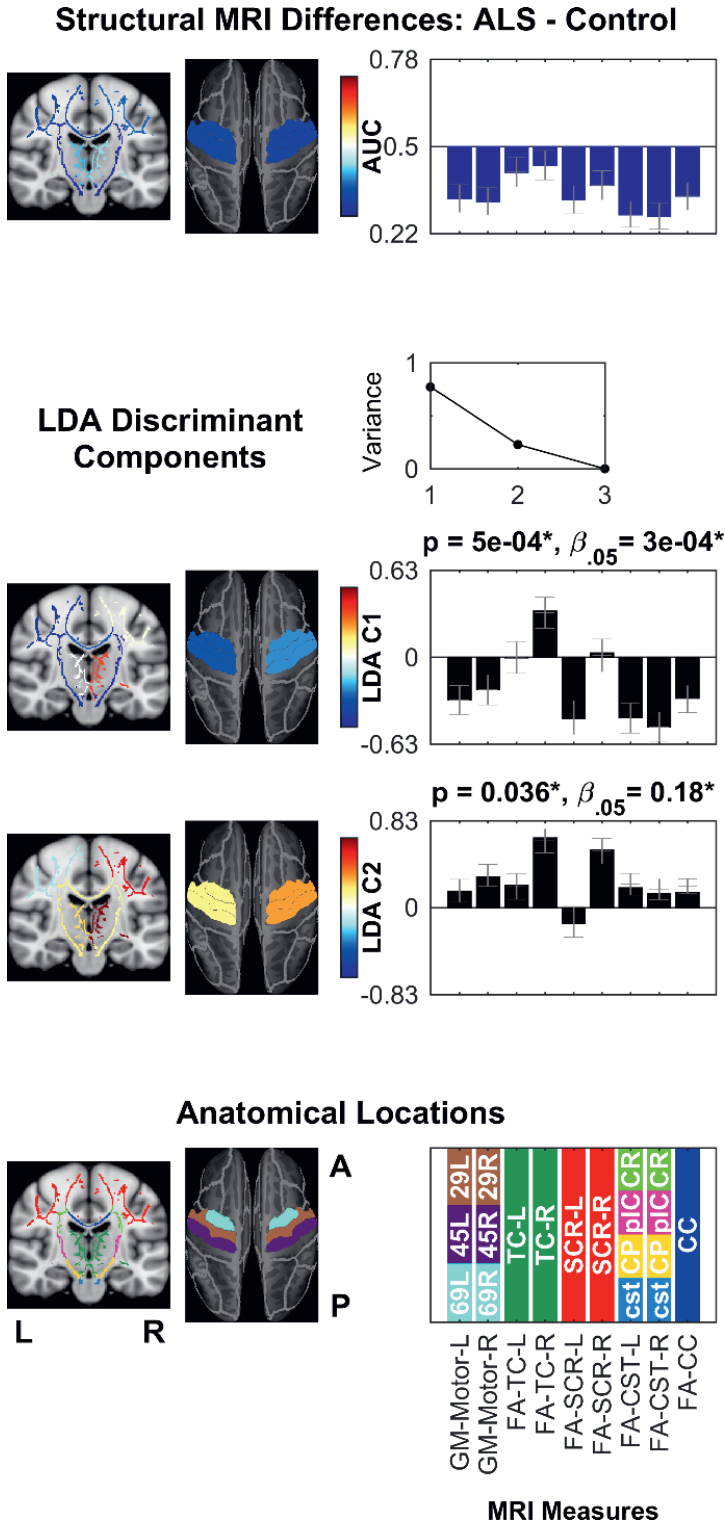 Structural MRI Differences: ALS - Control
0.78
AUC
0.5
0.22
LDA Discriminant
Components
Variance
1
0
1 2 3
p = 5e-04*, β.05= 3e-04*
0.63
LDA C1
0
-0.63
p = 0.036*, β.05= 0.18*
0.83
LDA C2
0
-0.83
Anatomical Locations
A
P
L R
69L 45L 29L
69R 45R 29R
TC-L
TC-R
SCR-L
SCR-R
cst CP pIC CR
cst CP pIC CR
CC
GM-Motor-L
GM-Motor-R
FA-TC-L
FA-TC-R
FA-SCR-L
FA-SCR-R
FA-CST-L
FA-CST-R
FA-CC
MRI Measures